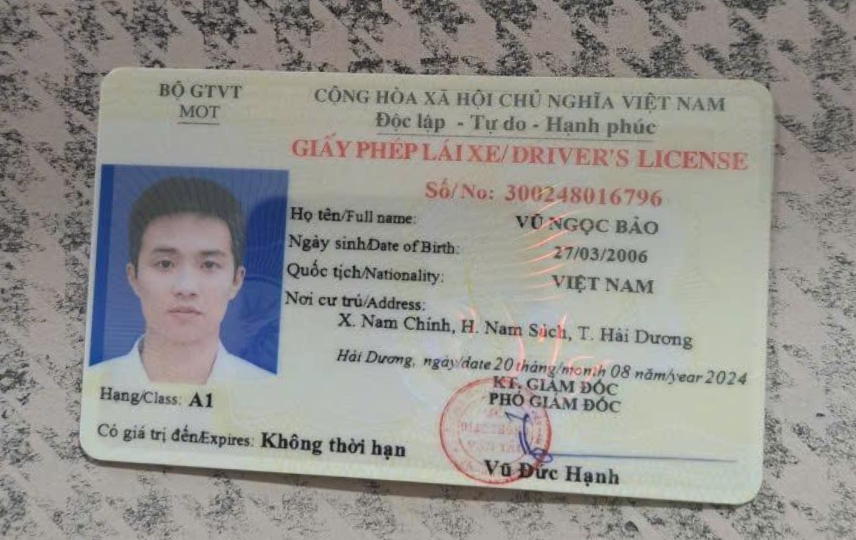 BỘ GTVT
MOT
CỘNG HÒA XÃ HỘI CHỦ NGHĨA VIỆT NAM
Độc lập - Tự do - Hạnh phúc
GIẤY PHÉP LÁI XE/ DRIVER'S LICENSE
Số/No: 300248016796
Họ tên/Full name: VŨ NGỌC BẢO
Ngày sinh/Date of Birth: 27/03/2006
Quốc tịch/Nationality: VIỆT NAM
Nơi cư trú/Address:
X. Nam Chính, H. Nam Sách, T. Hải Dương
Hải Dương, ngày/date 20 tháng/month 08 năm/year 2024
KT. GIÁM ĐỐC
PHÓ GIÁM ĐỐC
Hạng/Class: A1
Có giá trị đến/Expires: Không thời hạn
Vũ Đức Hạnh